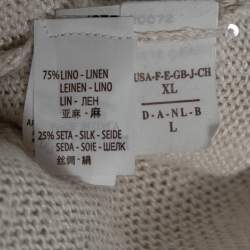 10072
75%LINO - LINEN
LEINEN - LINO
LIN - ЛЕН
亚麻 - 麻
25% SETA - SILK - SEIDE
SEDA - SOIE - ШЕЛК
丝绸 - 絹
USA-F-E-GB-J-CH
XL
D-A-NL-B
L